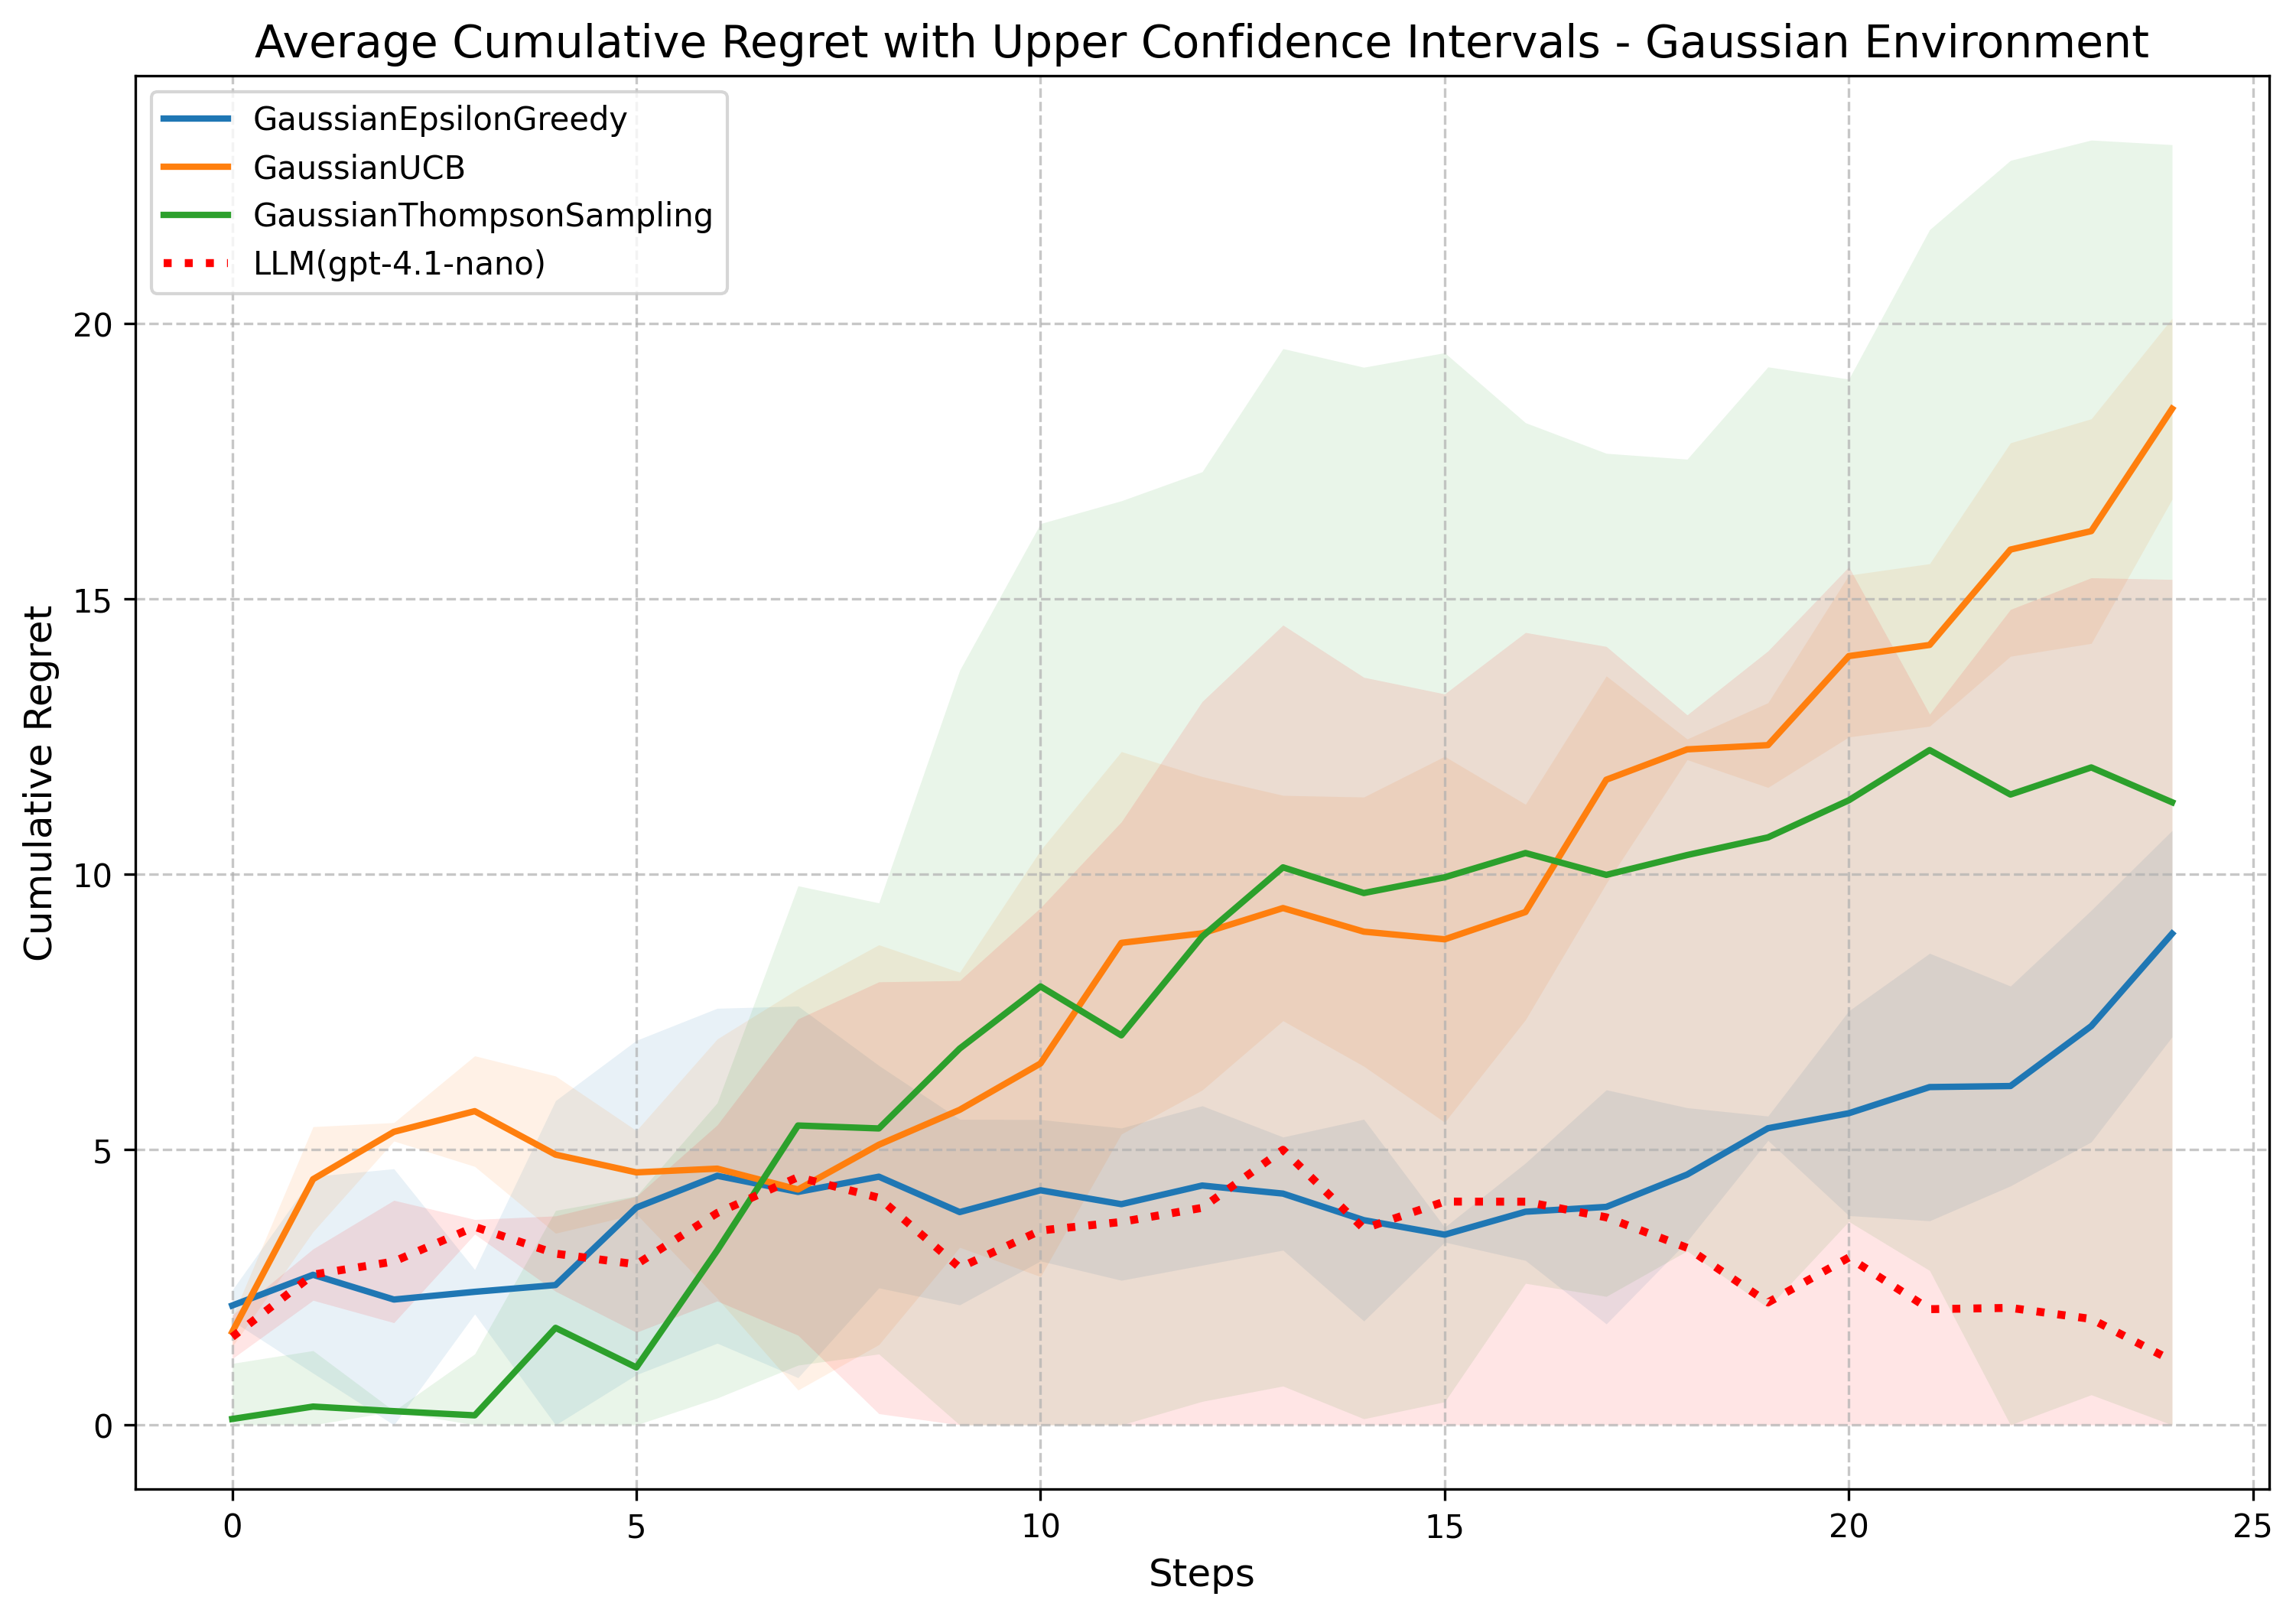 Average Cumulative Regret with Upper Confidence Intervals - Gaussian Environment
GaussianEpsilonGreedy
GaussianUCB
GaussianThompsonSampling
LLM(gpt-4.1-nano)
Cumulative Regret
20
15
10
5
0
0 5 10 15 20 25
Steps